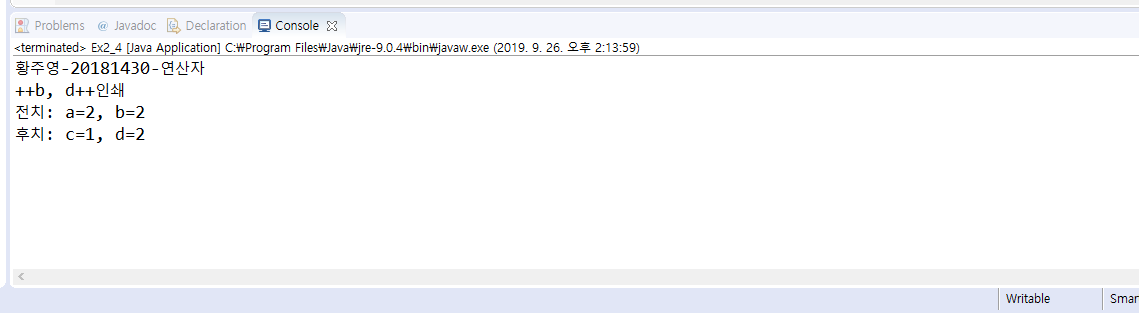 Problems @ Javadoc Declaration Console
<terminated> Ex2_4 [Java Application] C:₩Program Files₩Java₩jre-9.0.4₩bin₩javaw.exe (2019. 9. 26. 오후 2:13:59)
황주영-20181430-연산자
++b, d++인쇄
전치: a=2, b=2
후치: c=1, d=2
Writable Smar